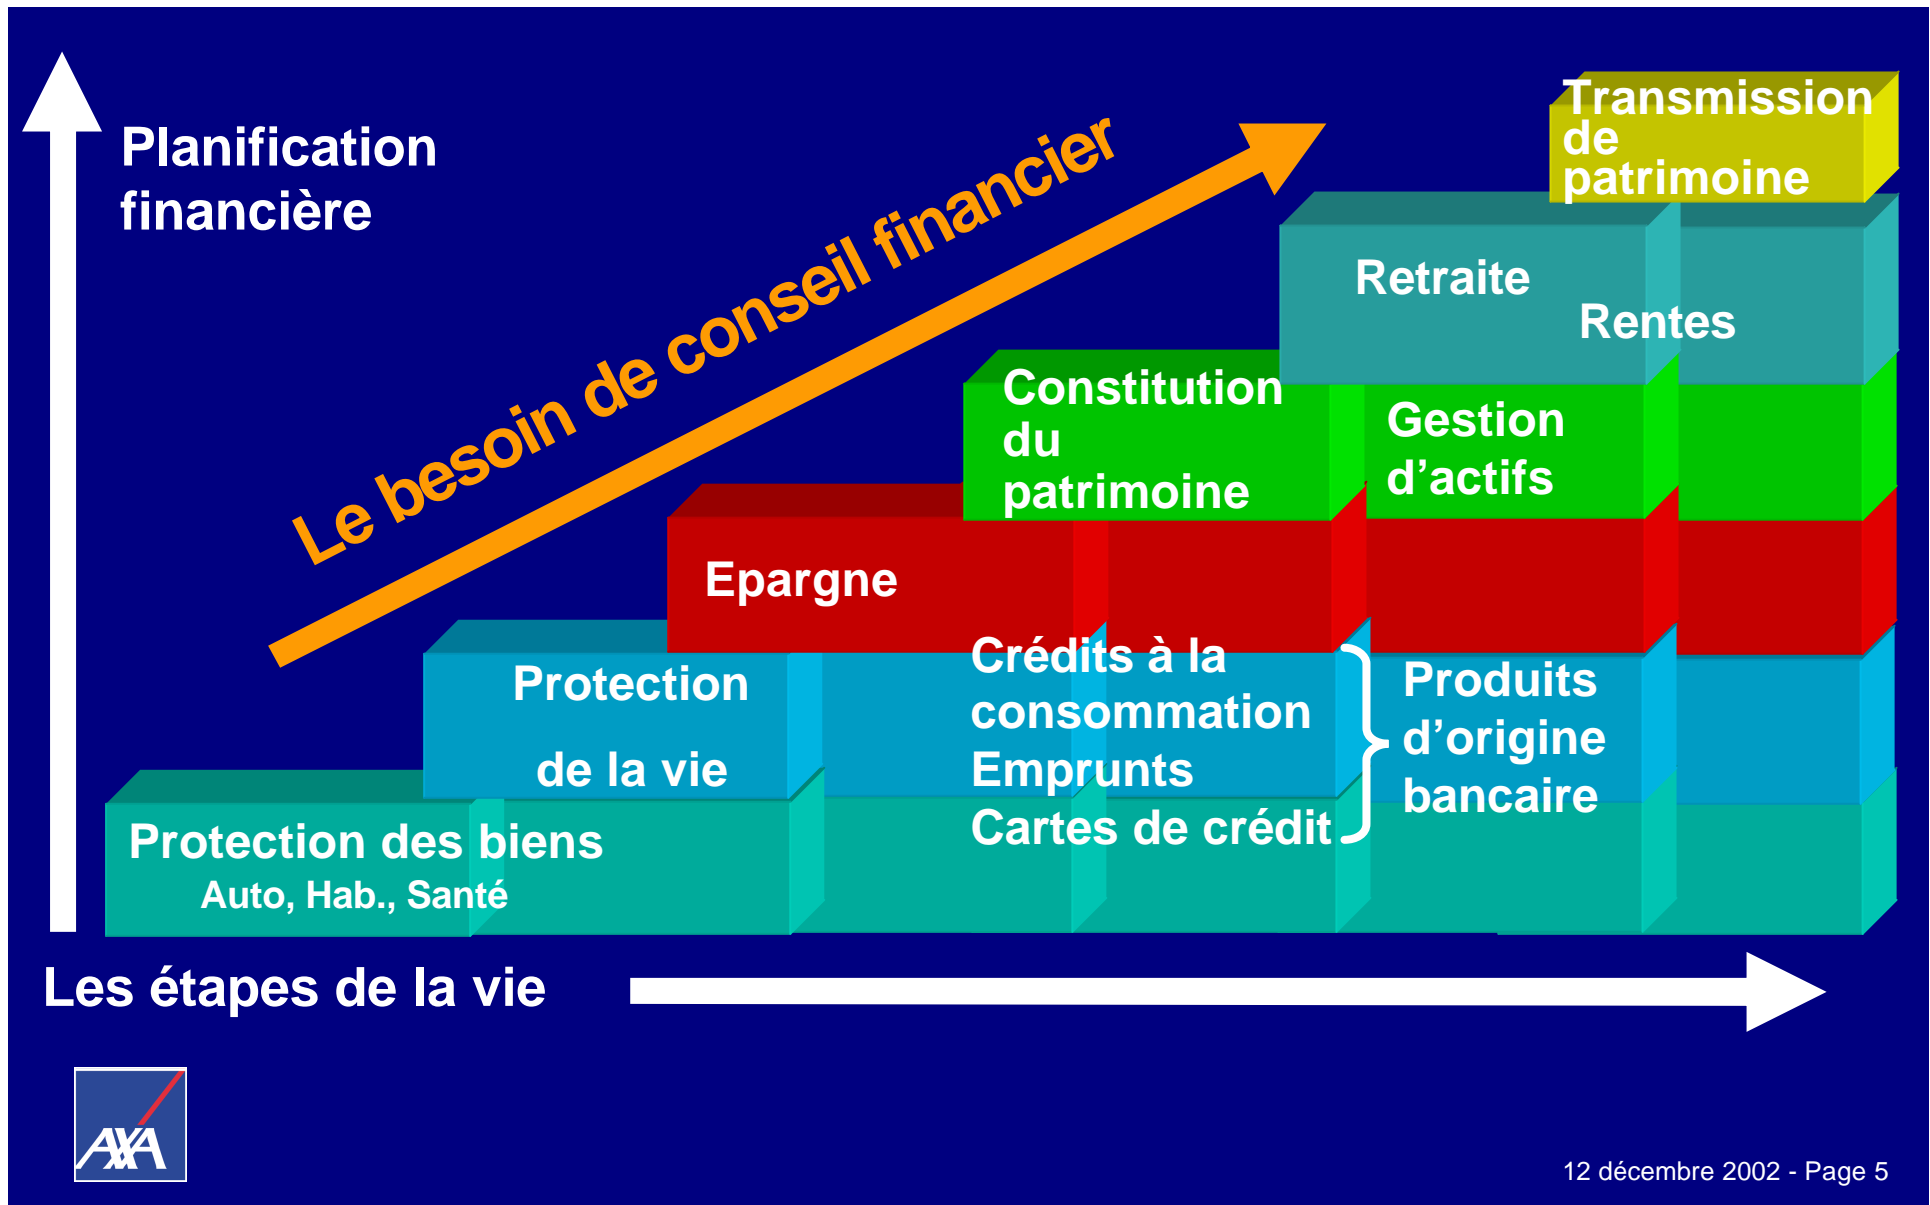 Planification
financière
Le besoin de conseil financier
Transmission
de
patrimoine
Retraite
Rentes
Constitution
du
patrimoine
Gestion
d’actifs
Epargne
Protection
de la vie
Crédits à la
consommation
Emprunts
Cartes de crédit
Produits
d’origine
bancaire
Protection des biens
Auto, Hab., Santé
Les étapes de la vie
AXA
12 décembre 2002 - Page 5